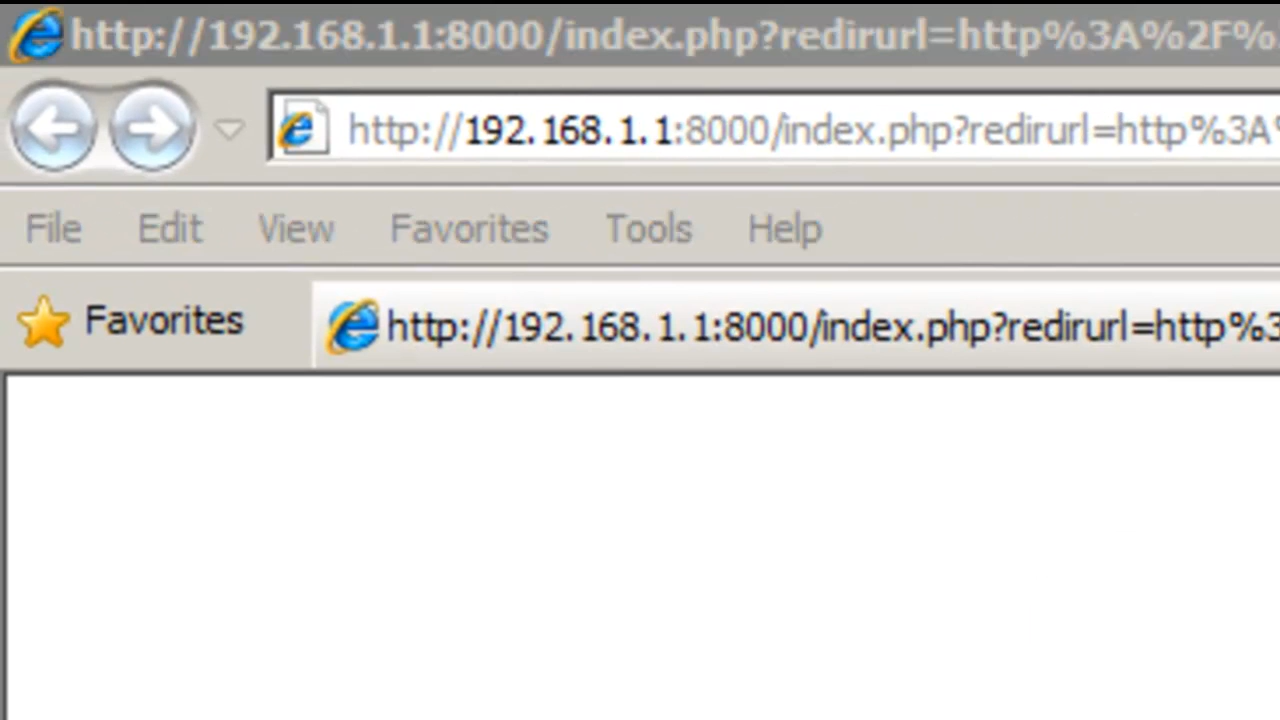 http://192.168.1.1:8000/index.php?redirurl=http%3A%2F%
http://192.168.1.1:8000/index.php?redirurl=http%3A%
File Edit View Favorites Tools Help
Favorites
http://192.168.1.1:8000/index.php?redirurl=http%3